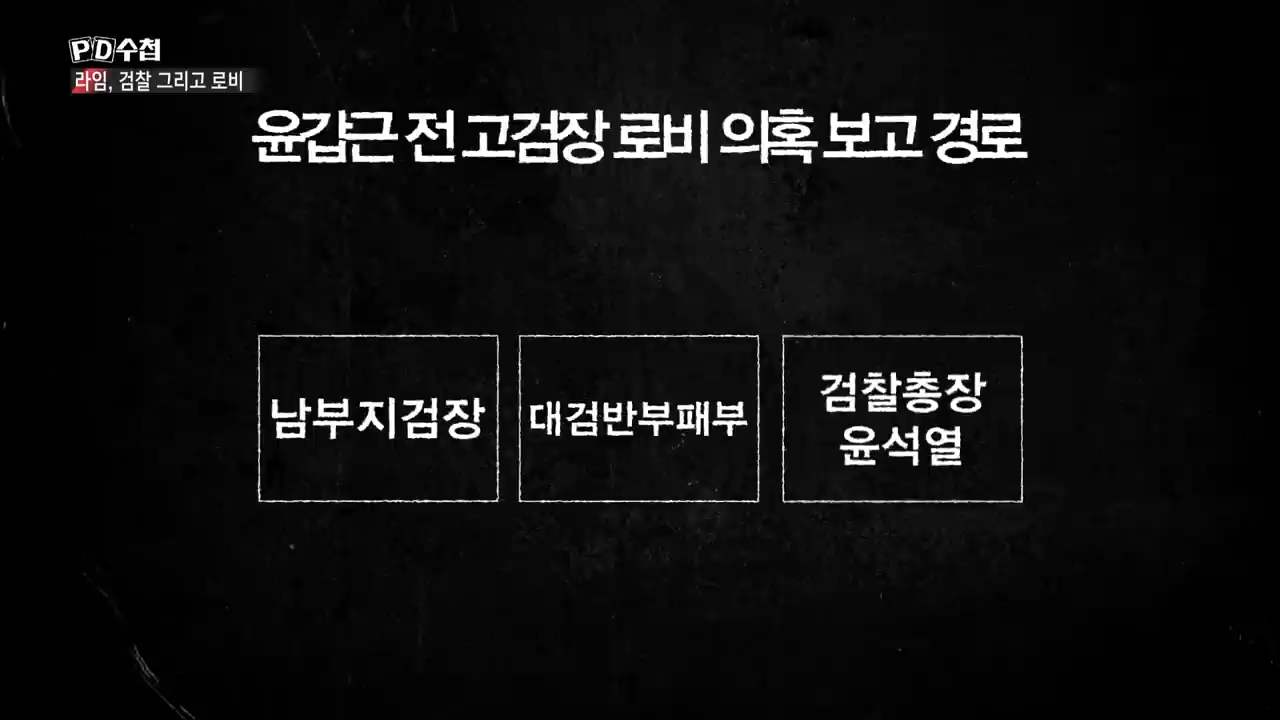 PD수첩
라임, 검찰 그리고 로비
윤갑근 전 고검장 로비 의혹 보고 경로
남부지검장
대검반부패부
검찰총장
윤석열